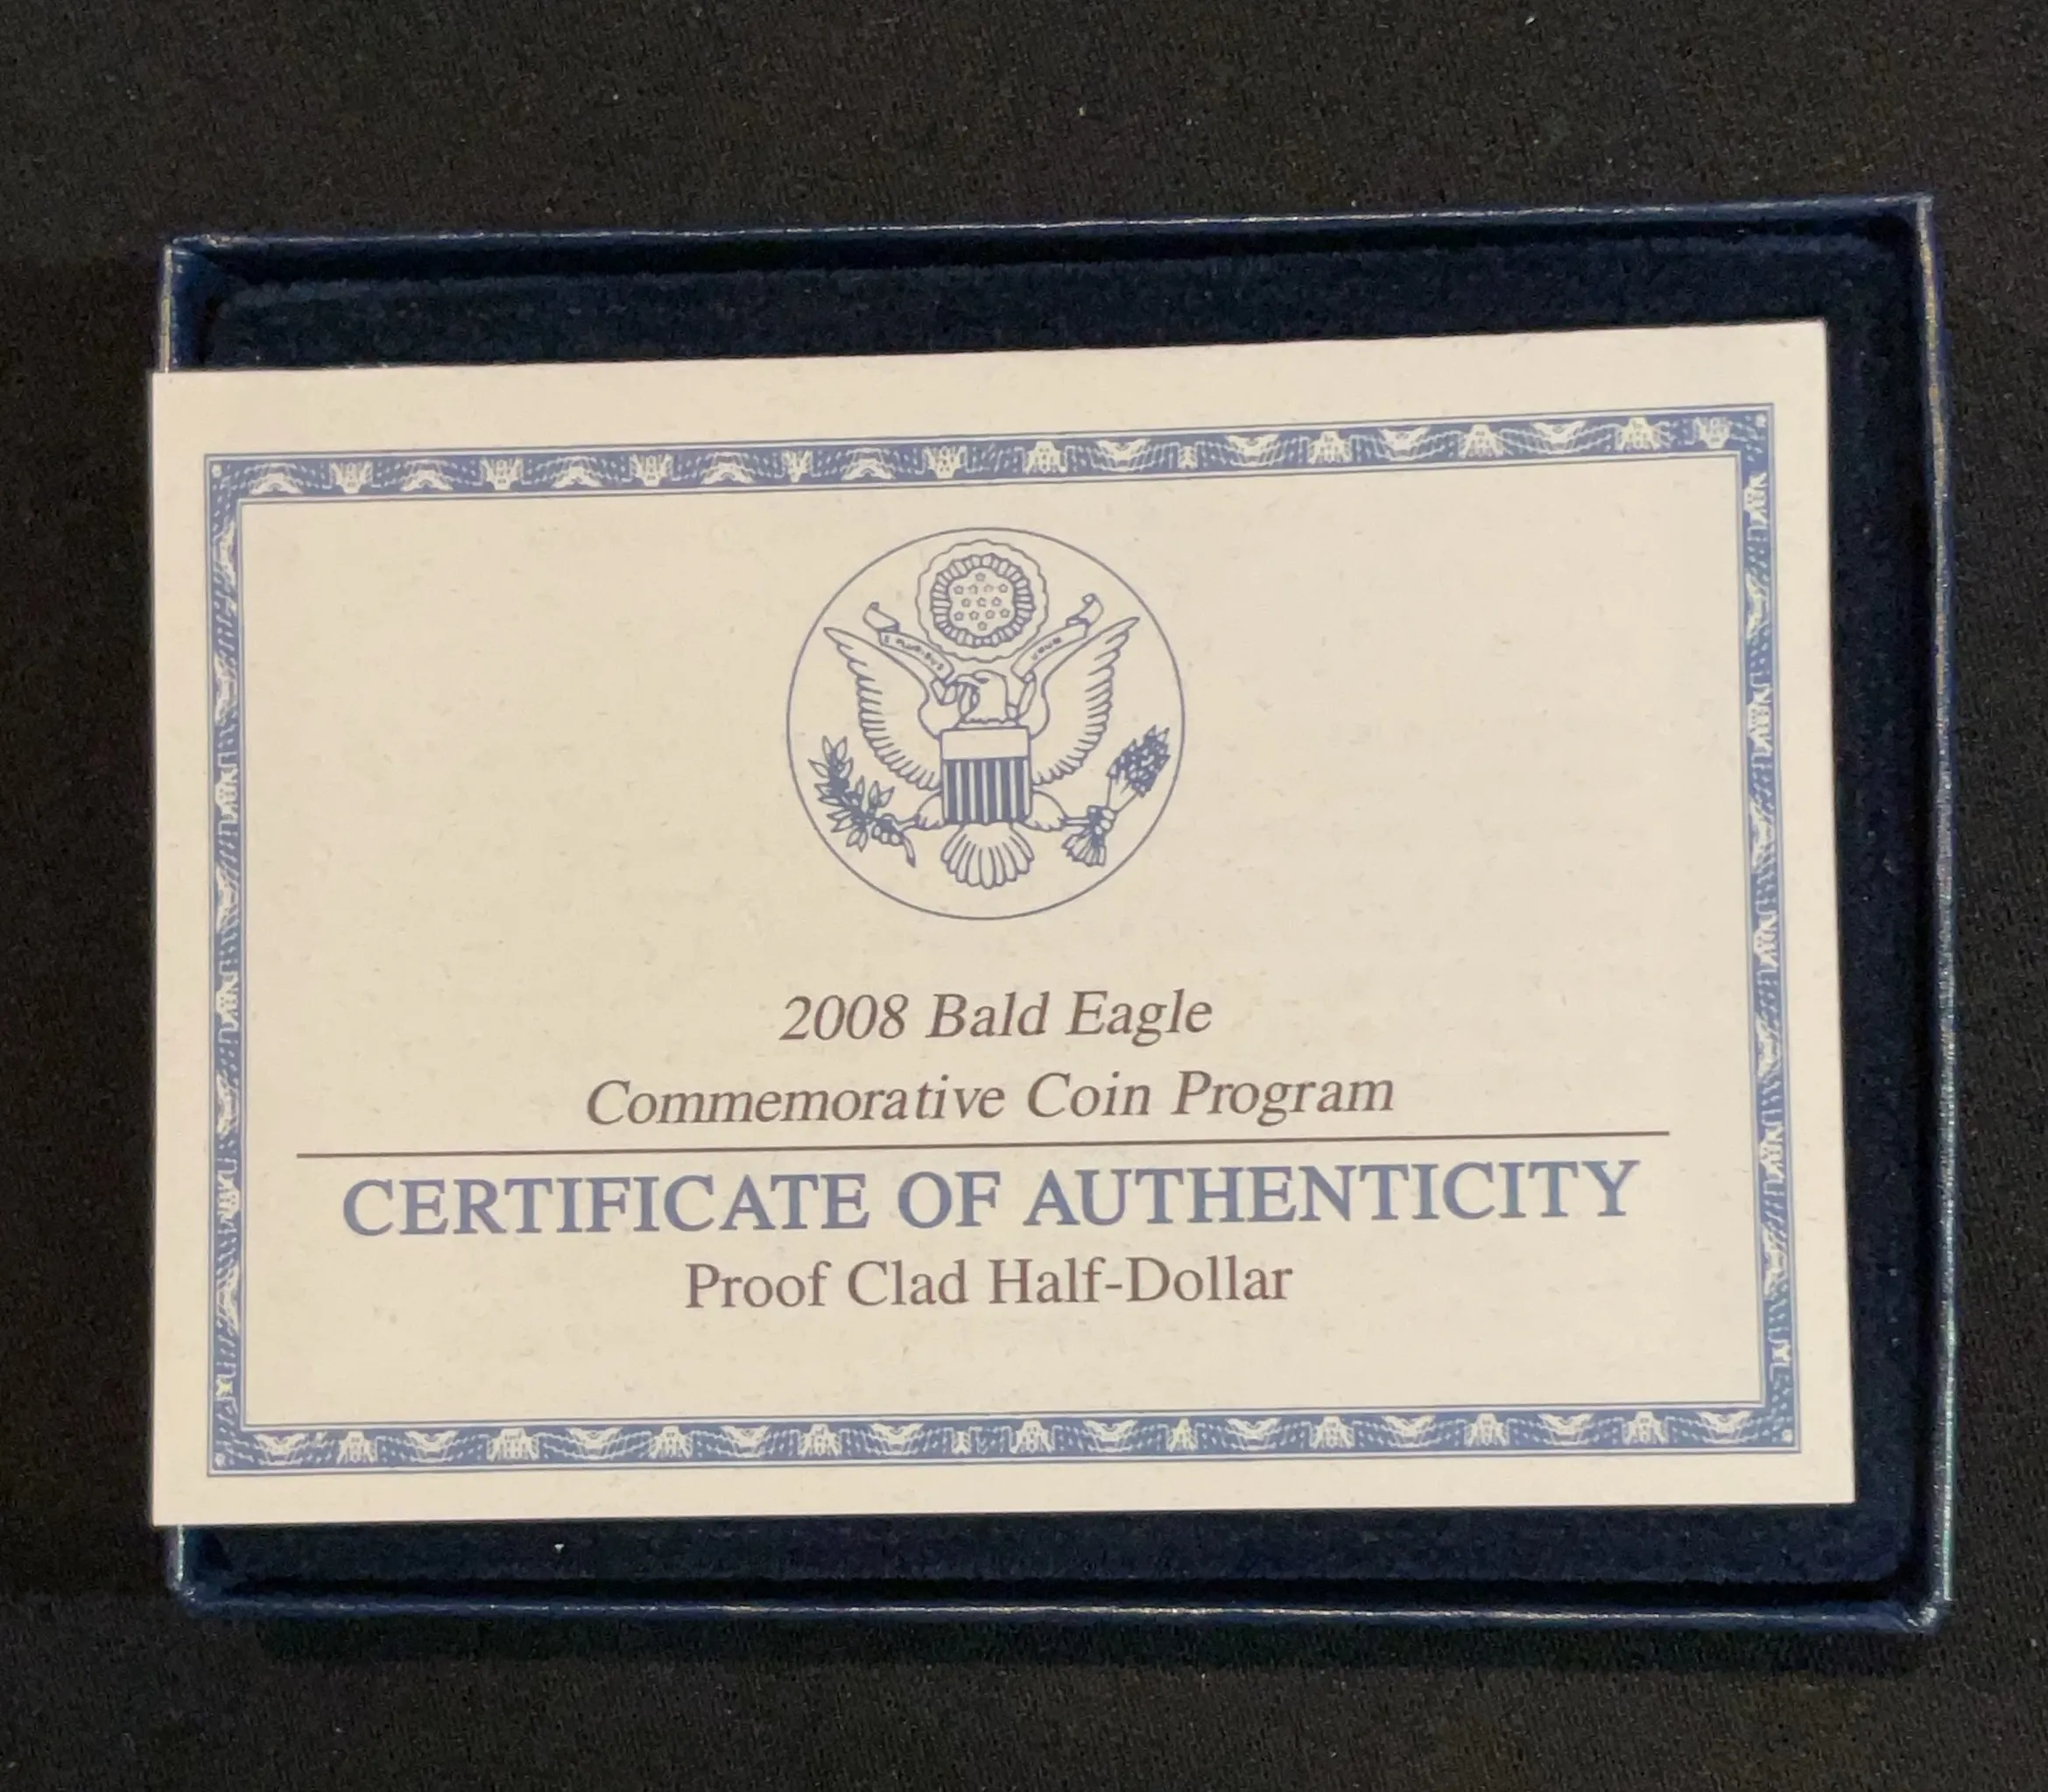 2008 Bald Eagle
Commemorative Coin Program
CERTIFICATE OF AUTHENTICITY
Proof Clad Half-Dollar